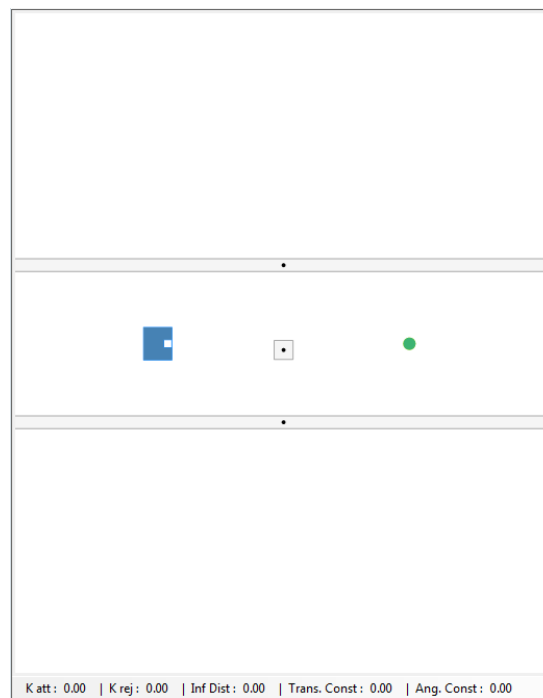 K att : 0.00 | K rej : 0.00 | Inf Dist : 0.00 | Trans. Const : 0.00 | Ang. Const : 0.00